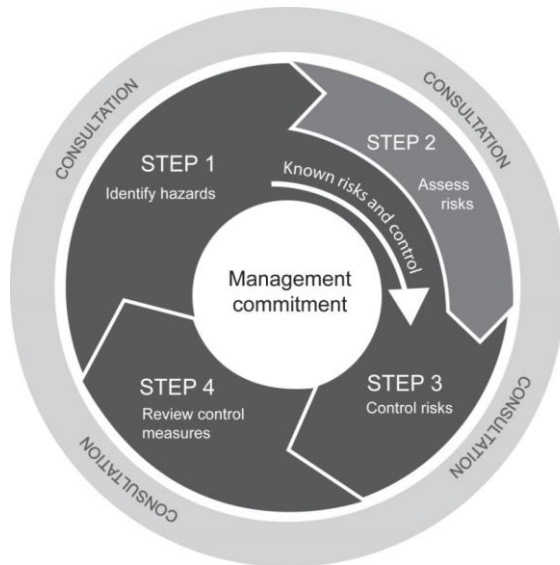 CONSULTATION
CONSULTATION
STEP 1
Identify hazards
STEP 2
Assess
risks
Known risks and control
Management
commitment
STEP 4
Review control
measures
STEP 3
Control risks
CONSULTATION
CONSULTATION